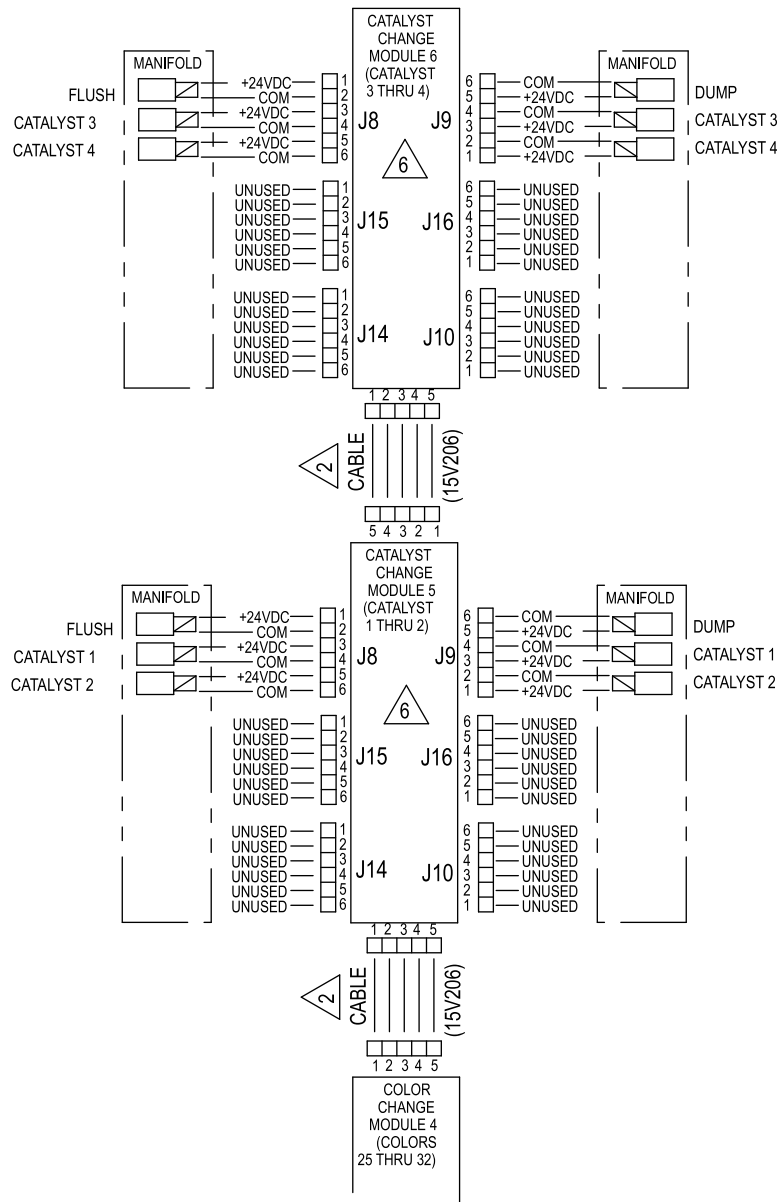 CATALYST
CHANGE
MODULE 6
(CATALYST
3 THRU 4)
MANIFOLD
FLUSH
CATALYST 3
CATALYST 4
+24VDC
COM
+24VDC
COM
+24VDC
COM
1
2
3
4
5
6
J8
J9
6
6
5
4
3
2
1
COM
+24VDC
COM
+24VDC
COM
+24VDC
MANIFOLD
DUMP
CATALYST 3
CATALYST 4
UNUSED 1
UNUSED 2
UNUSED 3
UNUSED 4
UNUSED 5
UNUSED 6
J15
J16
6 UNUSED
5 UNUSED
4 UNUSED
3 UNUSED
2 UNUSED
1 UNUSED
UNUSED 1
UNUSED 2
UNUSED 3
UNUSED 4
UNUSED 5
UNUSED 6
J14
J10
6 UNUSED
5 UNUSED
4 UNUSED
3 UNUSED
2 UNUSED
1 UNUSED
1 2 3 4 5
2
CABLE
(15V206)
5 4 3 2 1
CATALYST
CHANGE
MODULE 5
(CATALYST
1 THRU 2)
MANIFOLD
FLUSH
CATALYST 1
CATALYST 2
+24VDC
COM
+24VDC
COM
+24VDC
COM
1
2
3
4
5
6
J8
J9
6
6
5
4
3
2
1
COM
+24VDC
COM
+24VDC
COM
+24VDC
MANIFOLD
DUMP
CATALYST 1
CATALYST 2
UNUSED 1
UNUSED 2
UNUSED 3
UNUSED 4
UNUSED 5
UNUSED 6
J15
J16
6 UNUSED
5 UNUSED
4 UNUSED
3 UNUSED
2 UNUSED
1 UNUSED
UNUSED 1
UNUSED 2
UNUSED 3
UNUSED 4
UNUSED 5
UNUSED 6
J14
J10
6 UNUSED
5 UNUSED
4 UNUSED
3 UNUSED
2 UNUSED
1 UNUSED
1 2 3 4 5
2
CABLE
(15V206)
1 2 3 4 5
COLOR
CHANGE
MODULE 4
(COLORS
25 THRU 32)